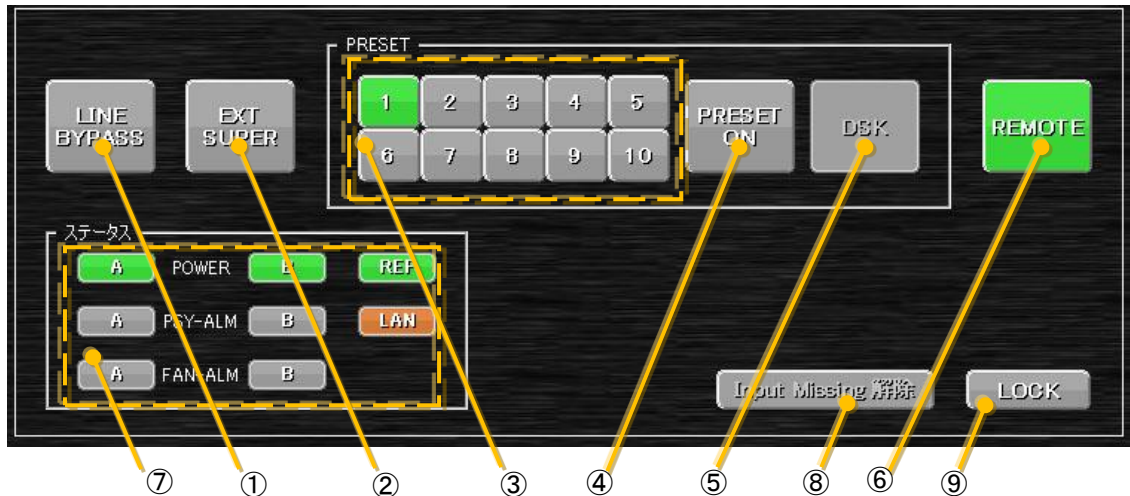 PRESET
LINE
BYPASS
EXT
SUPER
1 2 3 4 5
6 7 8 9 10
PRESET
ON
DSK
REMOTE
ステータス
A POWER B REF
A PSY-ALM B LAN
A FAN-ALM B
Input Missing 解除
LOCK
⑦ ① ② ③ ④ ⑤ ⑧ ⑥ ⑨